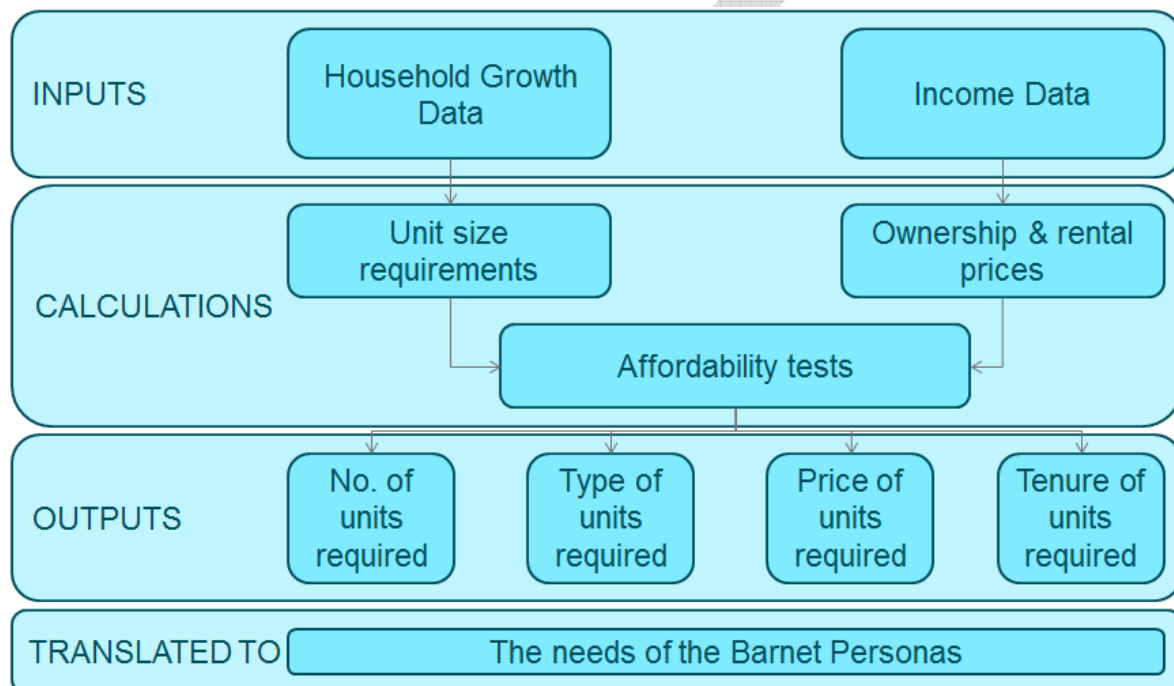 INPUTS
Household Growth
Data
Income Data
CALCULATIONS
Unit size
requirements
Ownership & rental
prices
Affordability tests
OUTPUTS
No. of
units
required
Type of
units
required
Price of
units
required
Tenure of
units
required
TRANSLATED TO
The needs of the Barnet Personas